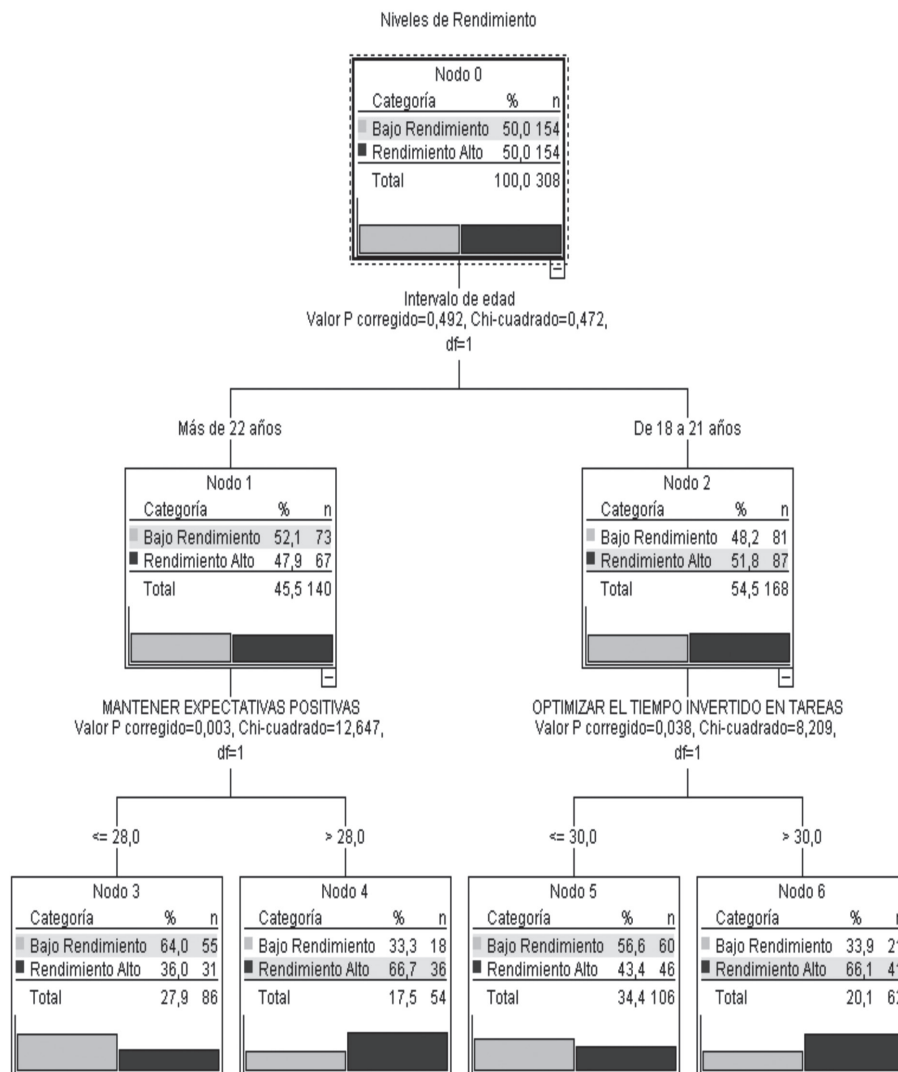 Niveles de Rendimiento
Nodo 0
Categoría % n
Bajo Rendimiento 50,0 154
Rendimiento Alto 50,0 154
Total 100,0 308
Intervalo de edad
Valor P corregido=0,492, Chi-cuadrado=0,472,
df=1
Más de 22 años
De 18 a 21 años
Nodo 1
Categoría % n
Bajo Rendimiento 52,1 73
Rendimiento Alto 47,9 67
Total 45,5 140
Nodo 2
Categoría % n
Bajo Rendimiento 48,2 81
Rendimiento Alto 51,8 87
Total 54,5 168
MANTENER EXPECTATIVAS POSITIVAS
Valor P corregido=0,003, Chi-cuadrado=12,647,
df=1
OPTIMIZAR EL TIEMPO INVERTIDO EN TAREAS
Valor P corregido=0,038, Chi-cuadrado=8,209,
df=1
<= 28,0
> 28,0
<= 30,0
> 30,0
Nodo 3
Categoría % n
Bajo Rendimiento 64,0 55
Rendimiento Alto 36,0 31
Total 27,9 86
Nodo 4
Categoría % n
Bajo Rendimiento 33,3 18
Rendimiento Alto 66,7 36
Total 17,5 54
Nodo 5
Categoría % n
Bajo Rendimiento 56,6 60
Rendimiento Alto 43,4 46
Total 34,4 106
Nodo 6
Categoría %
Bajo Rendimiento 33,9
Rendimiento Alto 66,1
Total 20,1